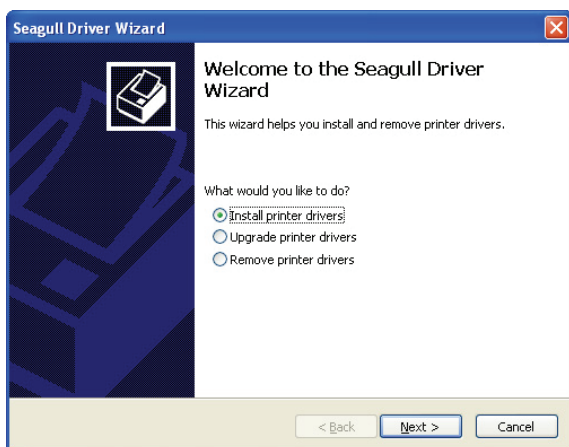 Seagull Driver Wizard
Welcome to the Seagull Driver
Wizard
This wizard helps you install and remove printer drivers.
What would you like to do?
Install printer drivers
Upgrade printer drivers
Remove printer drivers
< Back
Next >
Cancel